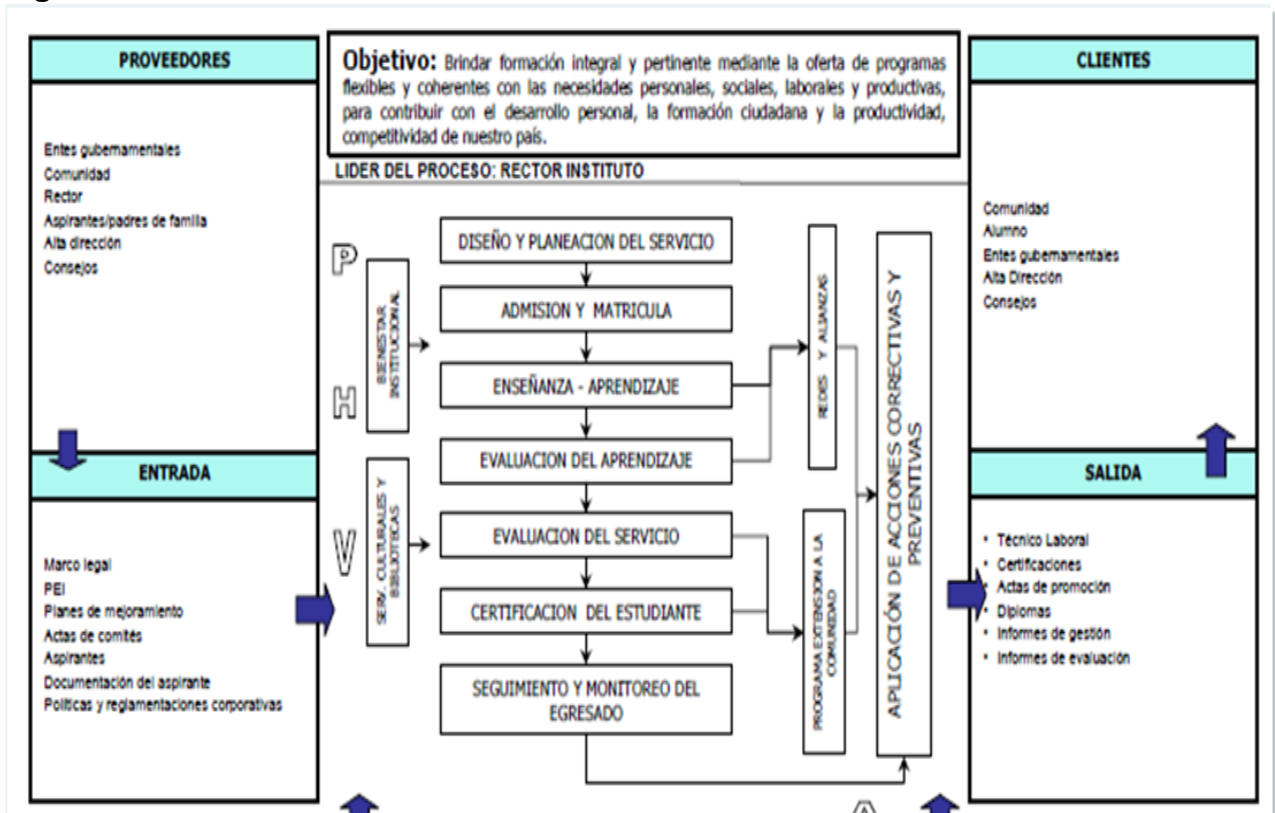 PROVEEDORES
Entes gubernamentales
Comunidad
Rector
Aspirantes/padres de familia
Alta dirección
Consejos
ENTRADA
Marco legal
PEI
Planes de mejoramiento
Actas de comités
Aspirantes
Documentación del aspirante
Políticas y reglamentaciones corporativas
Objetivo: Brindar formación integral y pertinente mediante la oferta de programas
flexibles y coherentes con las necesidades personales, sociales, laborales y productivas,
para contribuir con el desarrollo personal, la formación ciudadana y la productividad,
competitividad de nuestro país.
LIDER DEL PROCESO: RECTOR INSTITUTO
P
H
V
A
BIENESTAR
INSTITUCIONAL
SERV. CULTURALES Y
BIBLIOTECAS
DISEÑO Y PLANEACION DEL SERVICIO
ADMISION Y MATRICULA
ENSEÑANZA - APRENDIZAJE
EVALUACION DEL APRENDIZAJE
EVALUACION DEL SERVICIO
CERTIFICACION DEL ESTUDIANTE
SEGUIMIENTO Y MONITOREO DEL
EGRESADO
REDES Y ALIANZAS
PROGRAMA EXTENSION A LA
COMUNIDAD
APLICACIÓN DE ACCIONES CORRECTIVAS Y
PREVENTIVAS
CLIENTES
Comunidad
Alumno
Entes gubernamentales
Alta Dirección
Consejos
SALIDA
• Técnico Laboral
• Certificaciones
• Actas de promoción
• Diplomas
• Informes de gestión
• Informes de evaluación